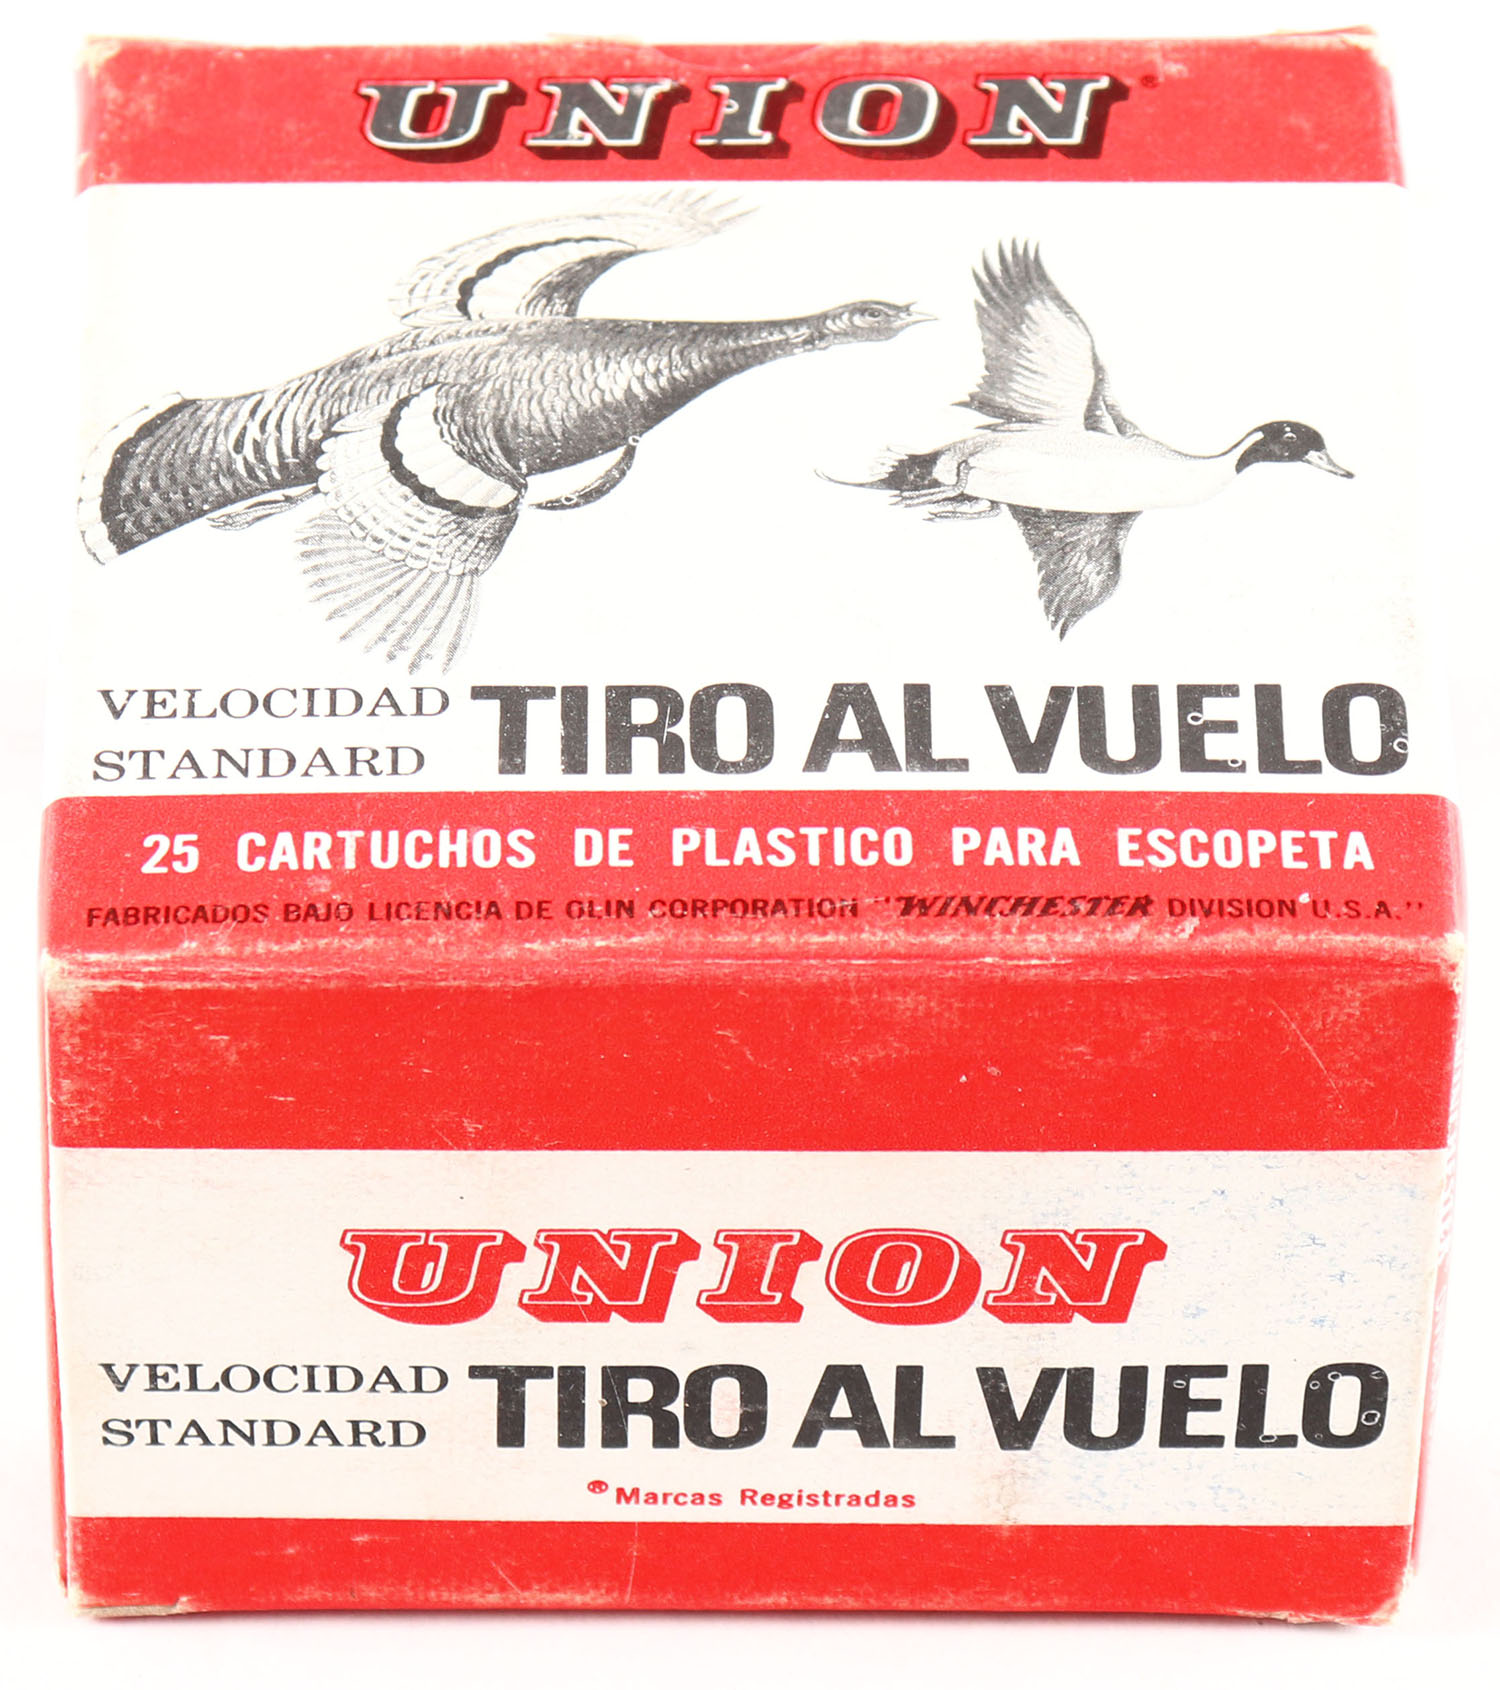 UNION®
VELOCIDAD
STANDARD
TIRO AL VUELO
25 CARTUCHOS DE PLASTICO PARA ESCOPETA
FABRICADOS BAJO LICENCIA DE OLIN CORPORATION "WINCHESTER DIVISION U.S.A."
UNION
VELOCIDAD
STANDARD
TIRO AL VUELO
® Marcas Registradas